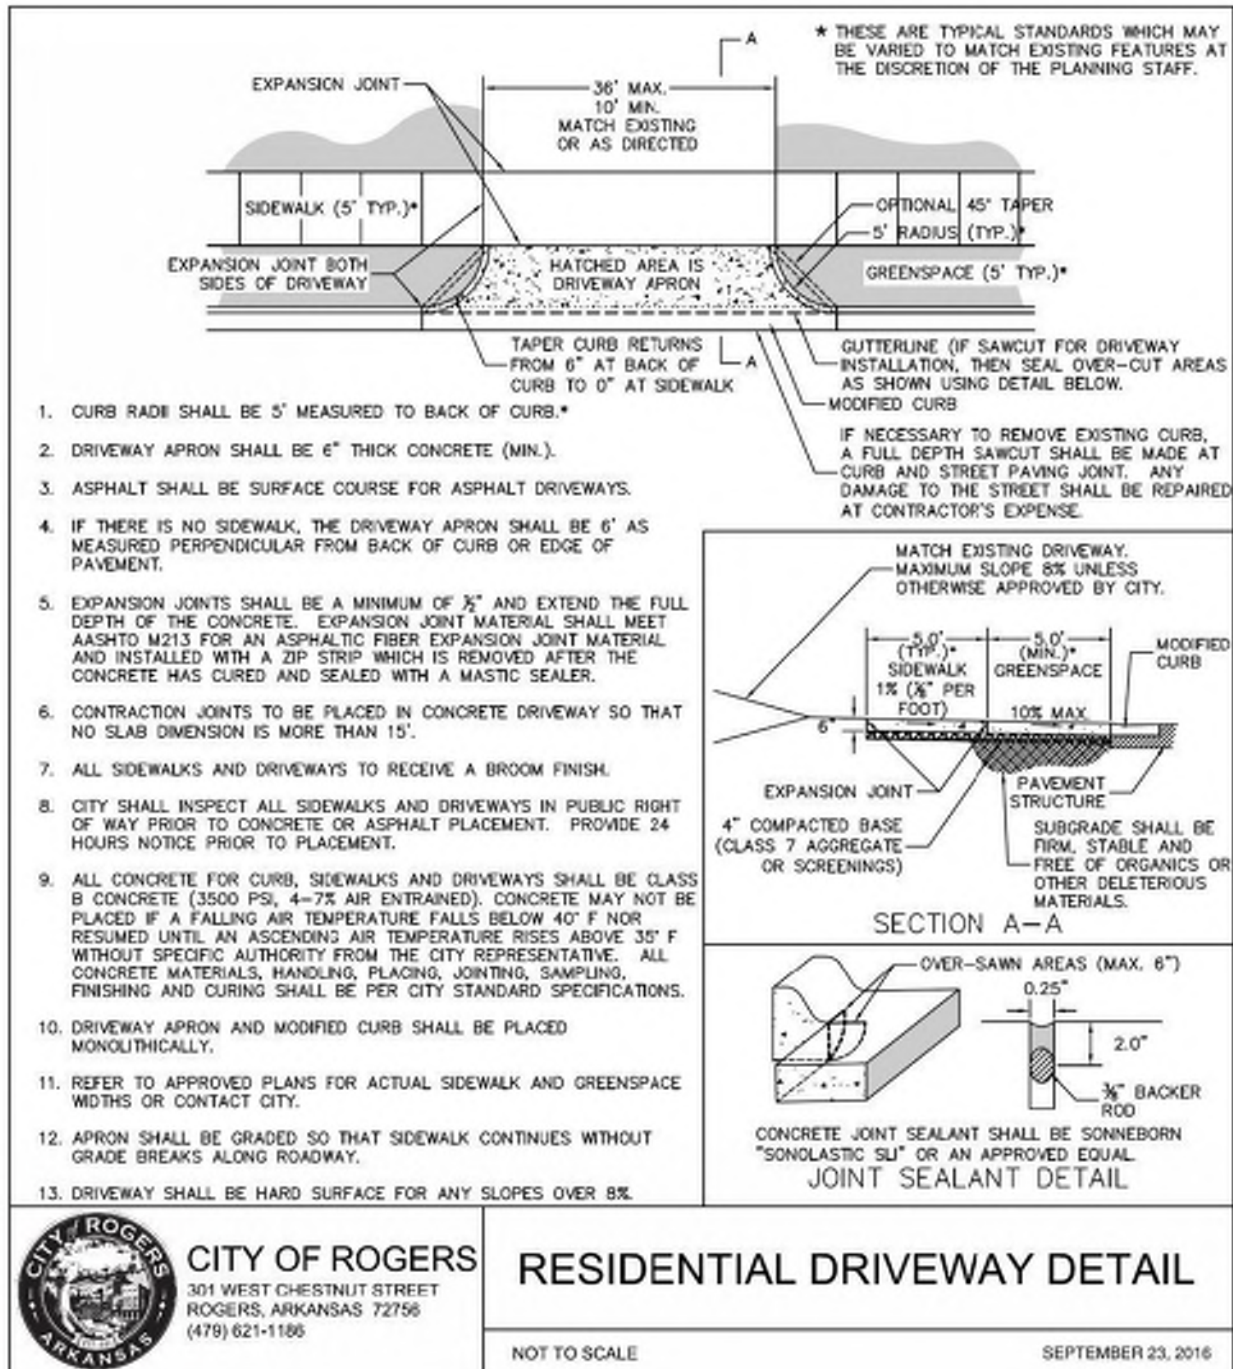 * THESE ARE TYPICAL STANDARDS WHICH MAY
BE VARIED TO MATCH EXISTING FEATURES AT
THE DISCRETION OF THE PLANNING STAFF.
A
EXPANSION JOINT
36' MAX.
10' MIN.
MATCH EXISTING
OR AS DIRECTED
SIDEWALK (5' TYP.)*
OPTIONAL 45° TAPER
5' RADIUS (TYP.)*
EXPANSION JOINT BOTH
SIDES OF DRIVEWAY
HATCHED AREA IS
DRIVEWAY APRON
GREENSPACE (5' TYP.)*
TAPER CURB RETURNS
FROM 6" AT BACK OF
CURB TO 0" AT SIDEWALK
A
GUTTERLINE (IF SAWCUT FOR DRIVEWAY
INSTALLATION, THEN SEAL OVER-CUT AREAS
AS SHOWN USING DETAIL BELOW.
MODIFIED CURB
IF NECESSARY TO REMOVE EXISTING CURB,
A FULL DEPTH SAWCUT SHALL BE MADE AT
CURB AND STREET PAVING JOINT. ANY
DAMAGE TO THE STREET SHALL BE REPAIRED
AT CONTRACTOR'S EXPENSE.
1. CURB RADII SHALL BE 5' MEASURED TO BACK OF CURB.*
2. DRIVEWAY APRON SHALL BE 6" THICK CONCRETE (MIN.).
3. ASPHALT SHALL BE SURFACE COURSE FOR ASPHALT DRIVEWAYS.
4. IF THERE IS NO SIDEWALK, THE DRIVEWAY APRON SHALL BE 6' AS
MEASURED PERPENDICULAR FROM BACK OF CURB OR EDGE OF
PAVEMENT.
5. EXPANSION JOINTS SHALL BE A MINIMUM OF ½" AND EXTEND THE FULL
DEPTH OF THE CONCRETE. EXPANSION JOINT MATERIAL SHALL MEET
AASHTO M213 FOR AN ASPHALTIC FIBER EXPANSION JOINT MATERIAL
AND INSTALLED WITH A ZIP STRIP WHICH IS REMOVED AFTER THE
CONCRETE HAS CURED AND SEALED WITH A MASTIC SEALER.
6. CONTRACTION JOINTS TO BE PLACED IN CONCRETE DRIVEWAY SO THAT
NO SLAB DIMENSION IS MORE THAN 15'.
7. ALL SIDEWALKS AND DRIVEWAYS TO RECEIVE A BROOM FINISH.
8. CITY SHALL INSPECT ALL SIDEWALKS AND DRIVEWAYS IN PUBLIC RIGHT
OF WAY PRIOR TO CONCRETE OR ASPHALT PLACEMENT. PROVIDE 24
HOURS NOTICE PRIOR TO PLACEMENT.
9. ALL CONCRETE FOR CURB, SIDEWALKS AND DRIVEWAYS SHALL BE CLASS
B CONCRETE (3500 PSI, 4-7% AIR ENTRAINED). CONCRETE MAY NOT BE
PLACED IF A FALLING AIR TEMPERATURE FALLS BELOW 40° F NOR
RESUMED UNTIL AN ASCENDING AIR TEMPERATURE RISES ABOVE 35° F
WITHOUT SPECIFIC AUTHORITY FROM THE CITY REPRESENTATIVE. ALL
CONCRETE MATERIALS, HANDLING, PLACING, JOINTING, SAMPLING,
FINISHING AND CURING SHALL BE PER CITY STANDARD SPECIFICATIONS.
10. DRIVEWAY APRON AND MODIFIED CURB SHALL BE PLACED
MONOLITHICALLY.
11. REFER TO APPROVED PLANS FOR ACTUAL SIDEWALK AND GREENSPACE
WIDTHS OR CONTACT CITY.
12. APRON SHALL BE GRADED SO THAT SIDEWALK CONTINUES WITHOUT
GRADE BREAKS ALONG ROADWAY.
13. DRIVEWAY SHALL BE HARD SURFACE FOR ANY SLOPES OVER 8%.
MATCH EXISTING DRIVEWAY.
MAXIMUM SLOPE 8% UNLESS
OTHERWISE APPROVED BY CITY.
5.0'
(TYP.)*
SIDEWALK
1% (⅛" PER
FOOT)
5.0'
(MIN.)*
GREENSPACE
MODIFIED
CURB
10% MAX.
6"
EXPANSION JOINT
PAVEMENT
STRUCTURE
4" COMPACTED BASE
(CLASS 7 AGGREGATE
OR SCREENINGS)
SUBGRADE SHALL BE
FIRM, STABLE AND
FREE OF ORGANICS OR
OTHER DELETERIOUS
MATERIALS.
SECTION A-A
OVER-SAWN AREAS (MAX. 6")
0.25"
2.0"
⅜" BACKER
ROD
CONCRETE JOINT SEALANT SHALL BE SONNEBORN
"SONOLASTIC SL1" OR AN APPROVED EQUAL.
JOINT SEALANT DETAIL
CITY of ROGERS
ARKANSAS
CITY OF ROGERS
301 WEST CHESTNUT STREET
ROGERS, ARKANSAS 72756
(479) 621-1186
RESIDENTIAL DRIVEWAY DETAIL
NOT TO SCALE
SEPTEMBER 23, 2016